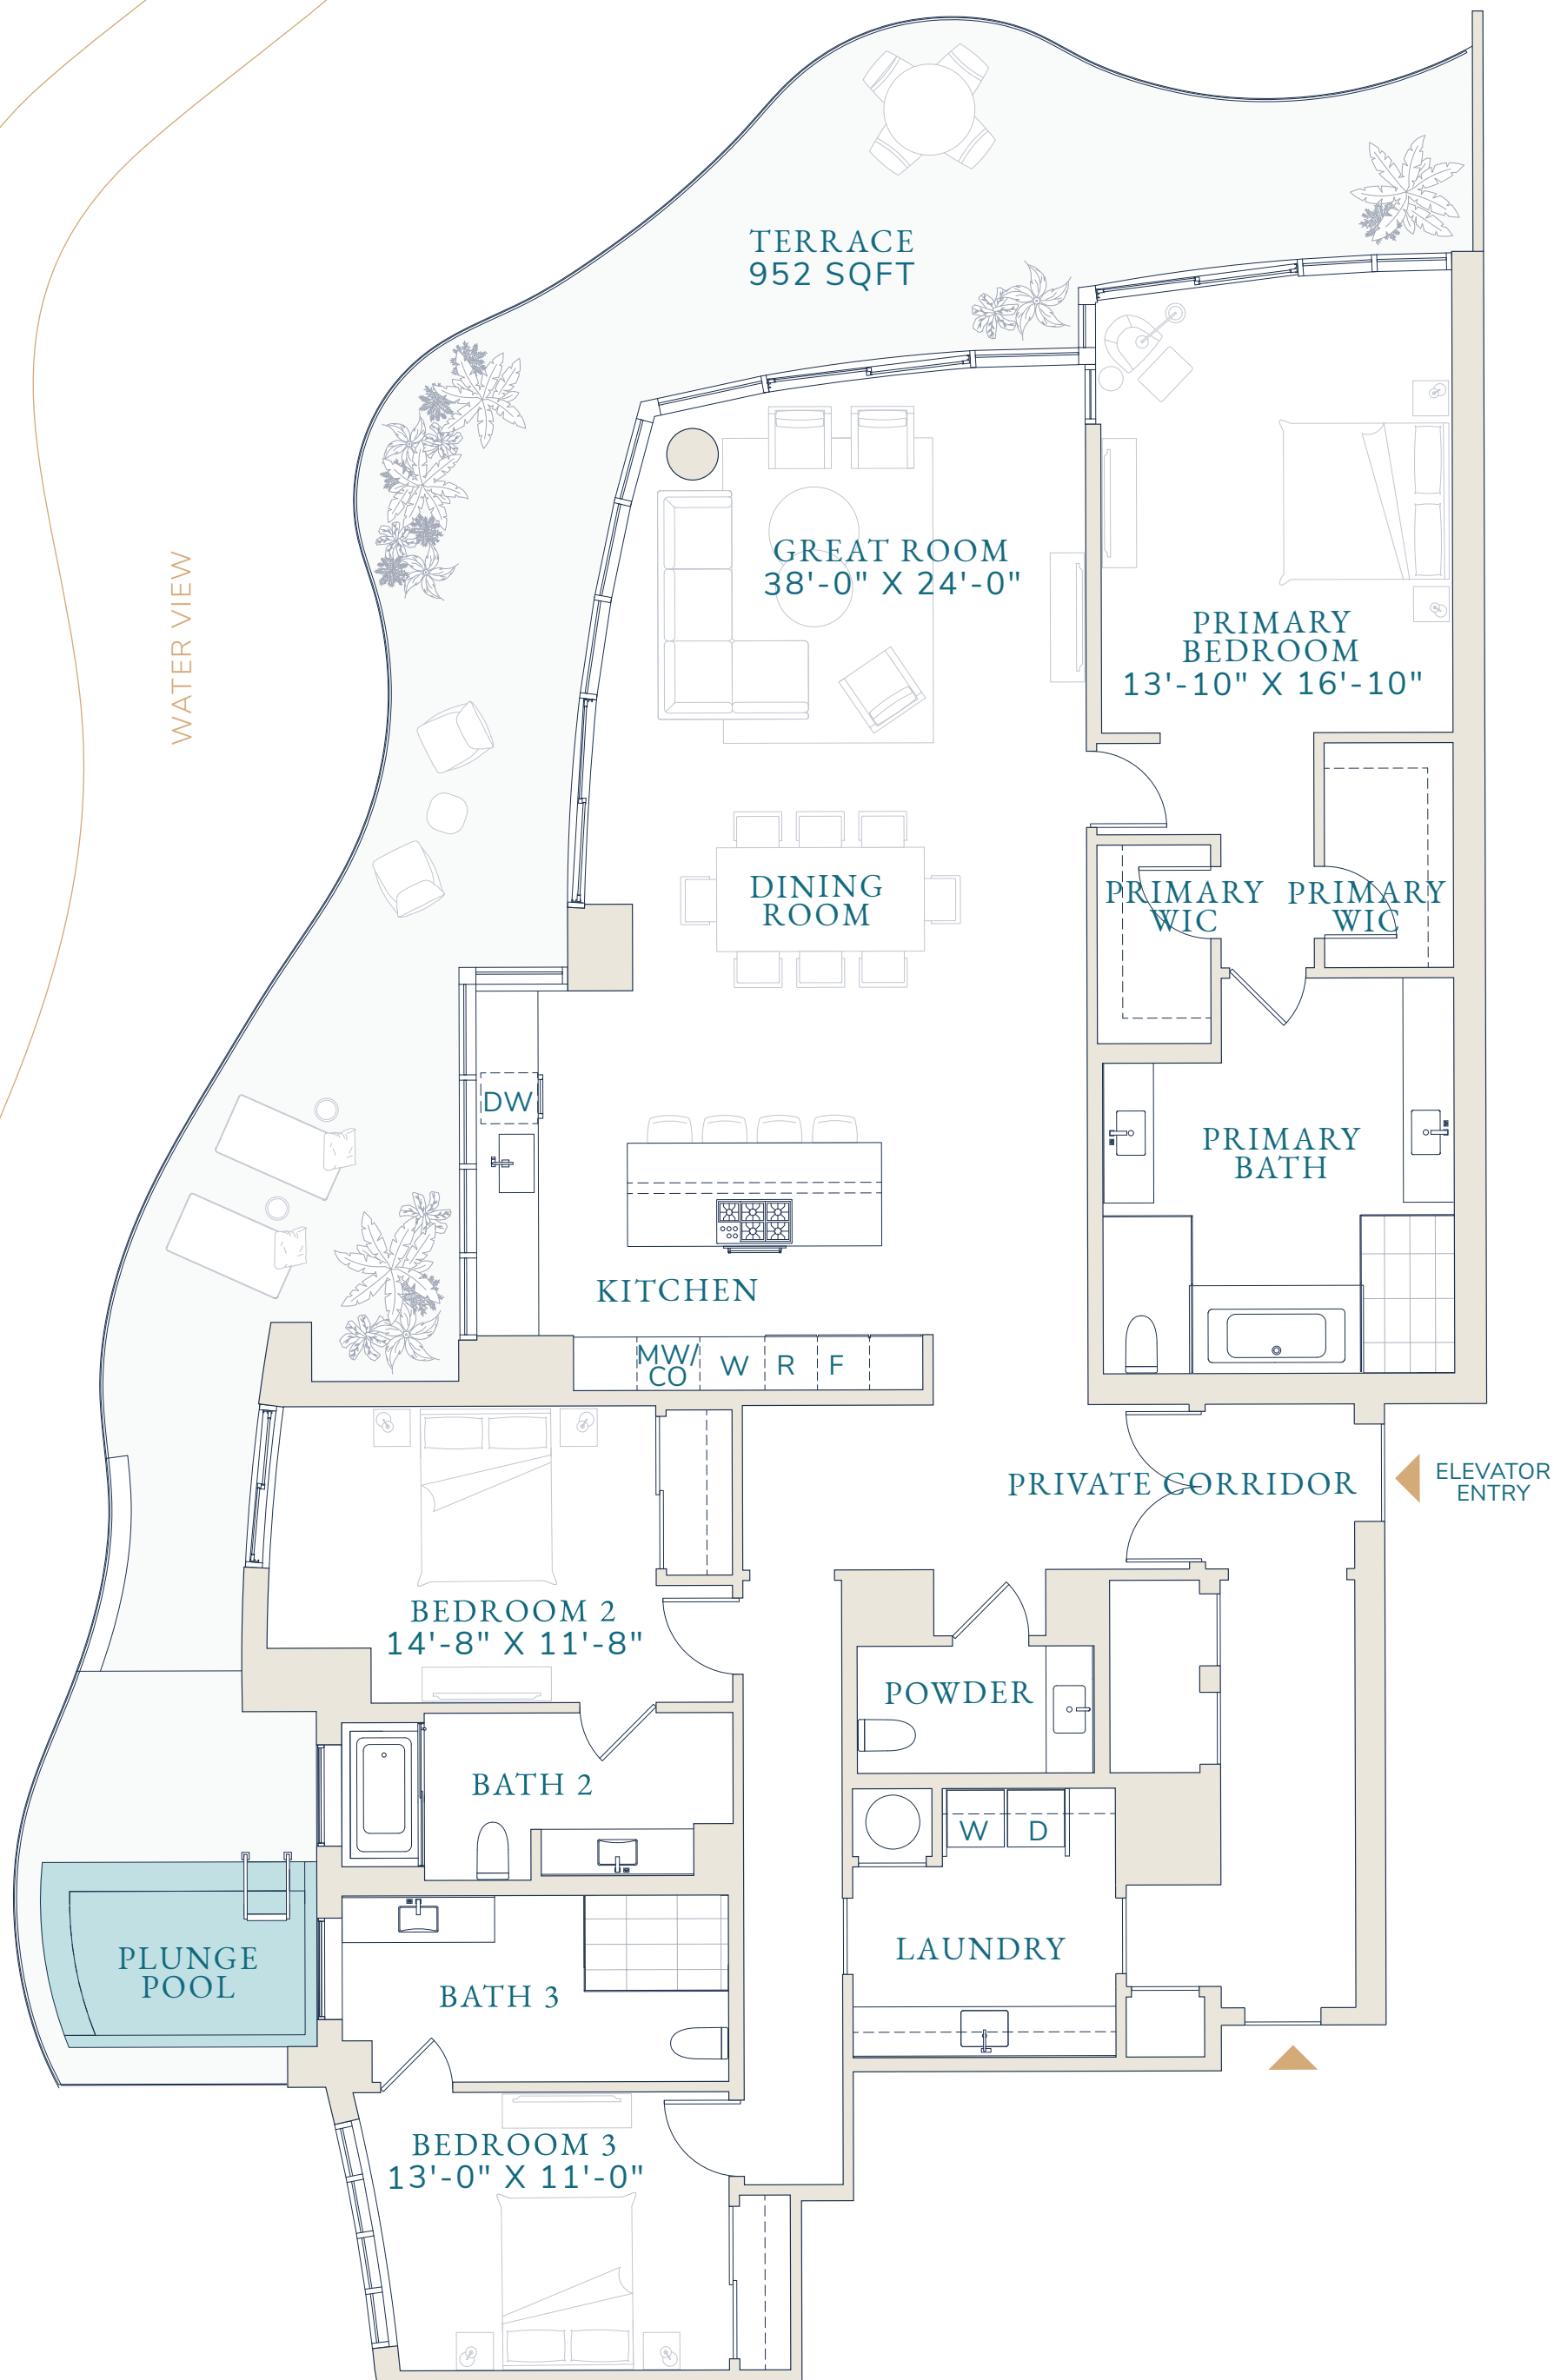 TERRACE
952 SQFT
WATER VIEW
GREAT ROOM
38'-0" X 24'-0"
PRIMARY
BEDROOM
13'-10" X 16'-10"
DINING
ROOM
PRIMARY
WIC
PRIMARY
WIC
DW
PRIMARY
BATH
KITCHEN
MW/
CO
W
R
F
PRIVATE CORRIDOR
ELEVATOR
ENTRY
BEDROOM 2
14'-8" X 11'-8"
POWDER
BATH 2
W
D
PLUNGE
POOL
LAUNDRY
BATH 3
BEDROOM 3
13'-0" X 11'-0"